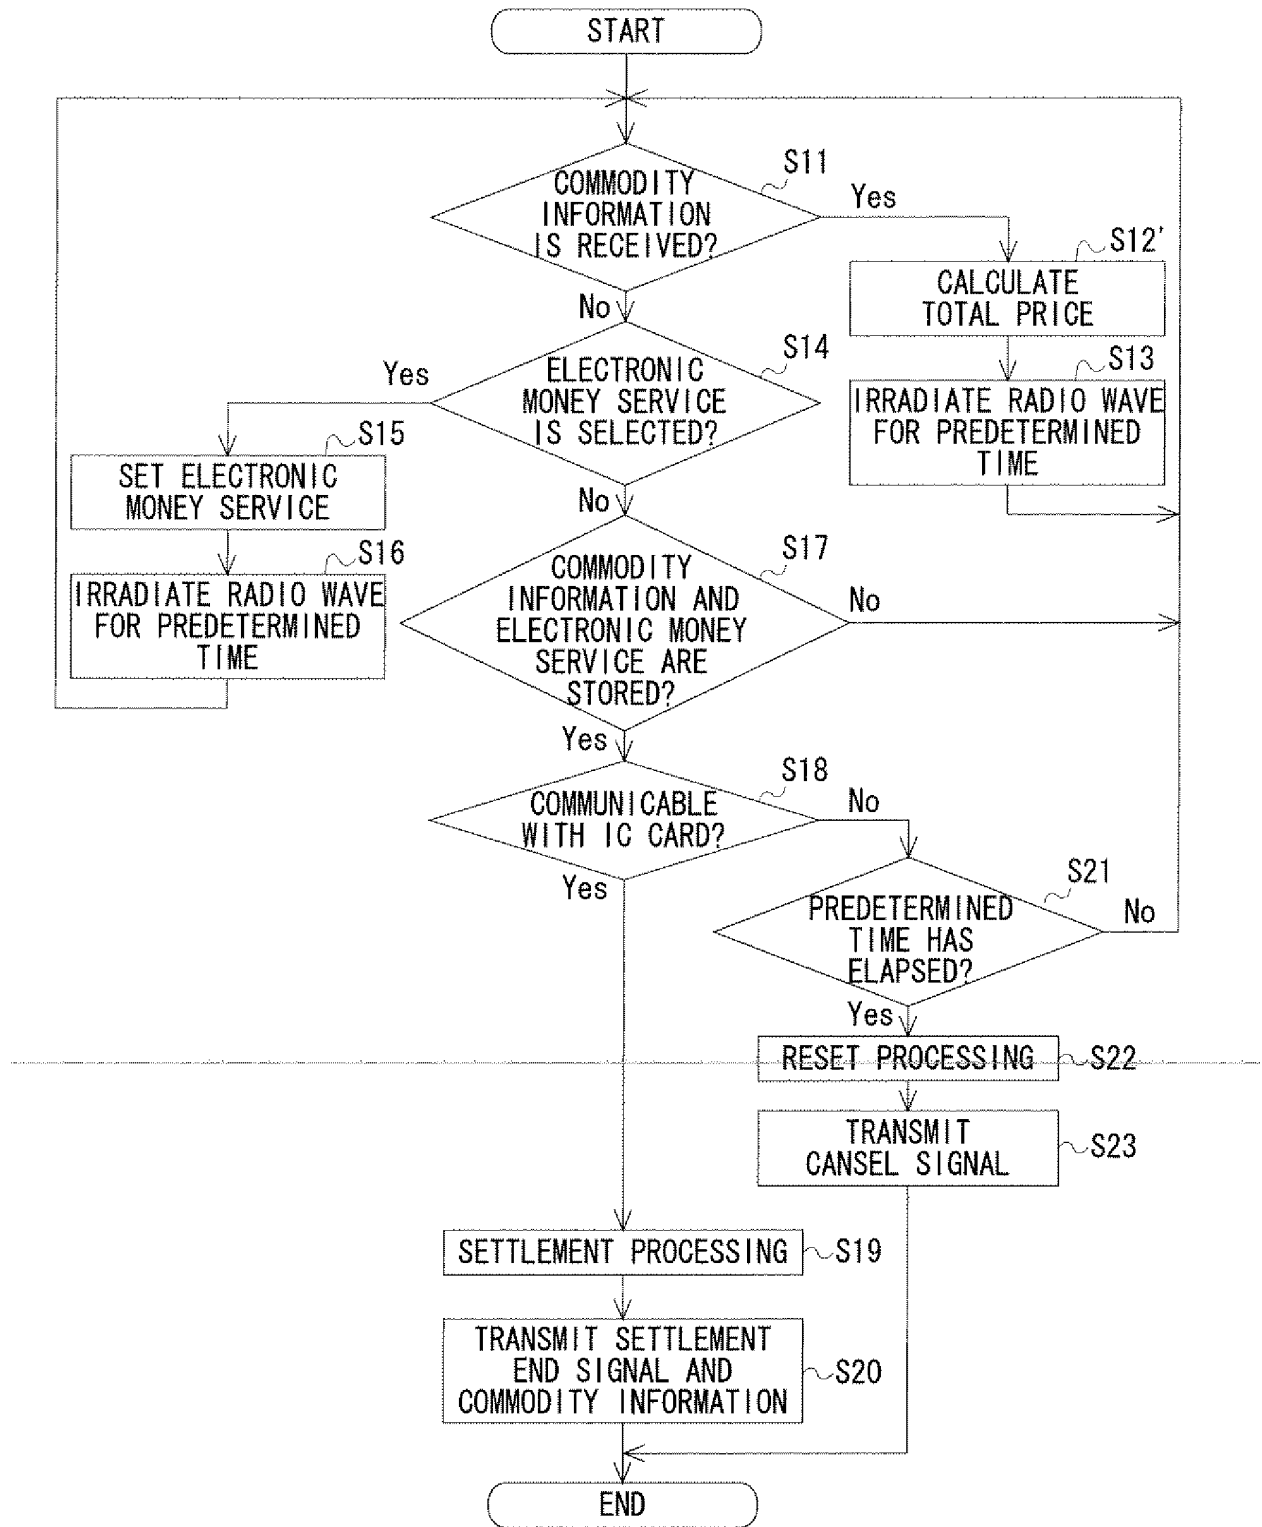 START
S11
COMMODITY
INFORMATION
IS RECEIVED?
Yes
S12'
CALCULATE
TOTAL PRICE
No
S14
ELECTRONIC
MONEY SERVICE
IS SELECTED?
Yes
S13
IRRADIATE RADIO WAVE
FOR PREDETERMINED
TIME
S15
SET ELECTRONIC
MONEY SERVICE
No
S16
IRRADIATE RADIO WAVE
FOR PREDETERMINED
TIME
S17
COMMODITY
INFORMATION AND
ELECTRONIC MONEY
SERVICE ARE
STORED?
No
Yes
S18
COMMUNICABLE
WITH IC CARD?
No
Yes
S21
PREDETERMINED
TIME HAS
ELAPSED?
No
Yes
RESET PROCESSING
S22
TRANSMIT
CANSEL SIGNAL
S23
SETTLEMENT PROCESSING
S19
TRANSMIT SETTLEMENT
END SIGNAL AND
COMMODITY INFORMATION
S20
END